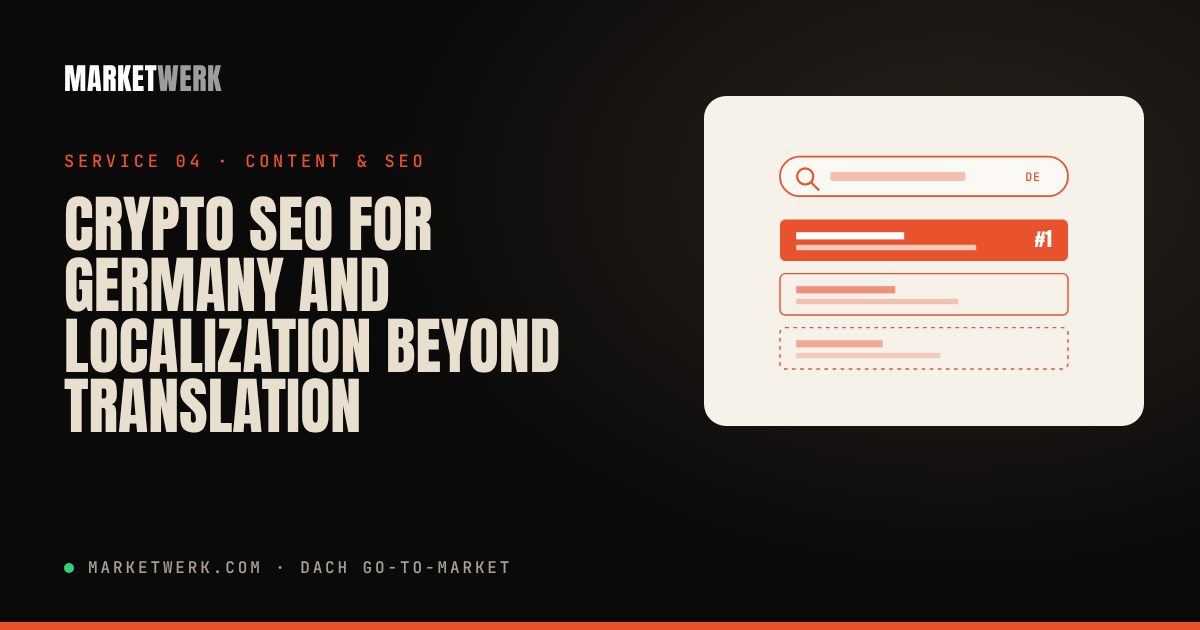 MARKETWERK
SERVICE 04 · CONTENT & SEO
CRYPTO SEO FOR
GERMANY AND
LOCALIZATION BEYOND
TRANSLATION
DE
#1
MARKETWERK.COM · DACH GO-TO-MARKET